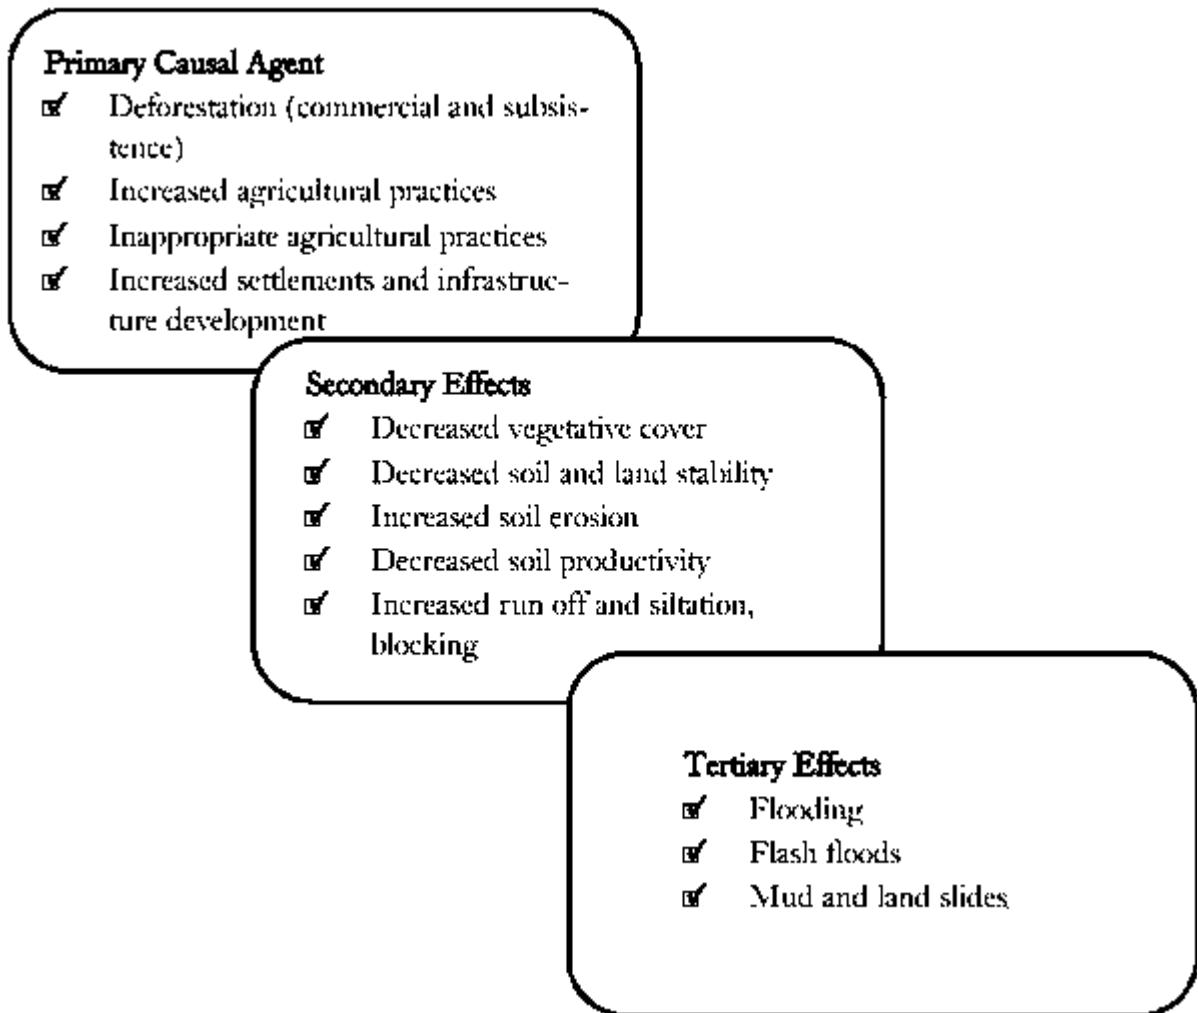 Primary Causal Agent
Deforestation (commercial and subsis-
tence)
Increased agricultural practices
Inappropriate agricultural practices
Increased settlements and infrastruc-
ture development
Secondary Effects
Decreased vegetative cover
Decreased soil and land stability
Increased soil erosion
Decreased soil productivity
Increased run off and siltation,
blocking
Tertiary Effects
Flooding
Flash floods
Mud and land slides